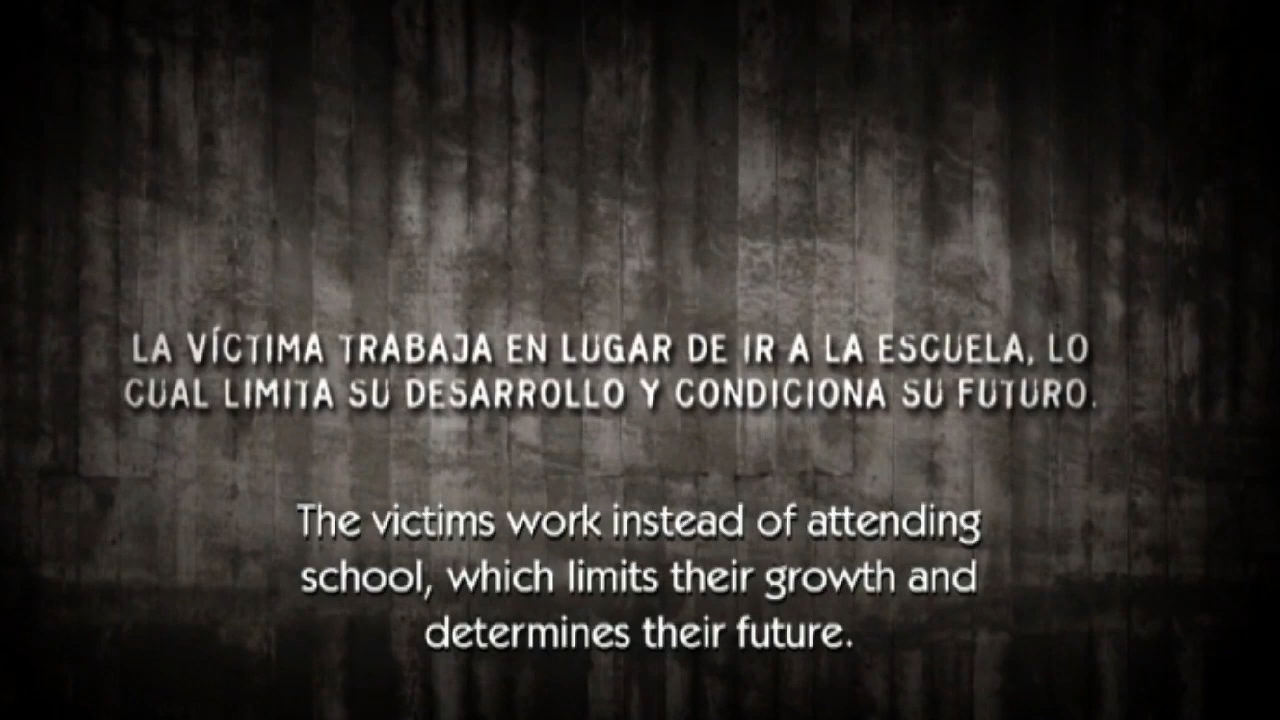 LA VÍCTIMA TRABAJA EN LUGAR DE IR A LA ESCUELA, LO
CUAL LIMITA SU DESARROLLO Y CONDICIONA SU FUTURO.
The victims work instead of attending
school, which limits their growth and
determines their future.